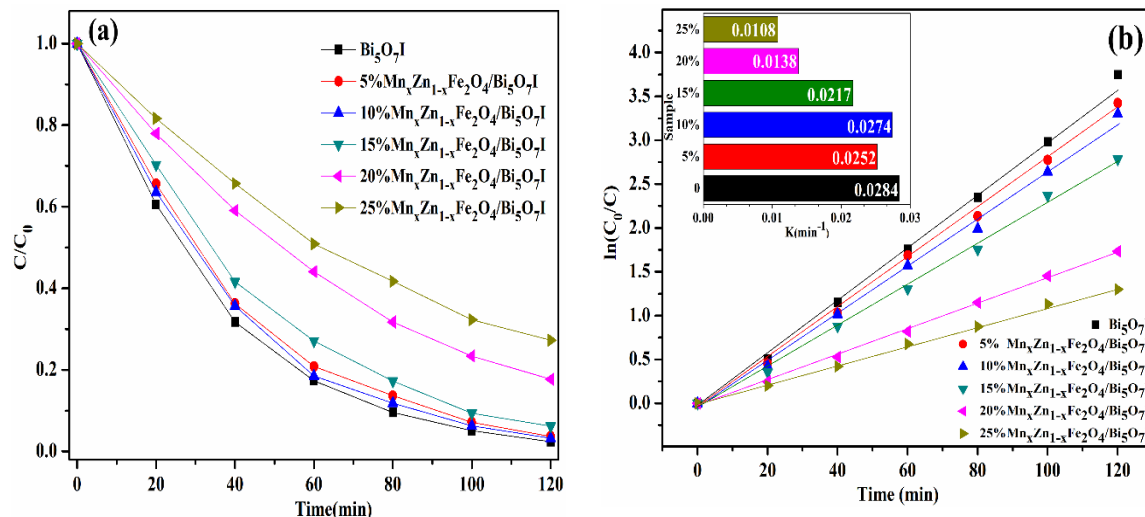 (a)
1.0
0.8
0.6
0.4
0.2
0.0
C/C₀
0
20
40
60
80
100
120
Time(min)
Bi₅O₇I
5%MnₓZn₁₋ₓFe₂O₄/Bi₅O₇I
10%MnₓZn₁₋ₓFe₂O₄/Bi₅O₇I
15%MnₓZn₁₋ₓFe₂O₄/Bi₅O₇I
20%MnₓZn₁₋ₓFe₂O₄/Bi₅O₇I
25%MnₓZn₁₋ₓFe₂O₄/Bi₅O₇I
(b)
4.0
3.5
3.0
2.5
2.0
1.5
1.0
0.5
0.0
ln(C₀/C)
0
20
40
60
80
100
120
Time (min)
25%
0.0108
20%
0.0138
15%
0.0217
10%
0.0274
5%
0.0252
0
0.0284
Sample
0.00
0.01
0.02
0.03
K(min⁻¹)
Bi₅O₇
5% MnₓZn₁₋ₓFe₂O₄/Bi₅O₇
10%MnₓZn₁₋ₓFe₂O₄/Bi₅O₇
15%MnₓZn₁₋ₓFe₂O₄/Bi₅O₇
20%MnₓZn₁₋ₓFe₂O₄/Bi₅O₇
25%MnₓZn₁₋ₓFe₂O₄/Bi₅O₇